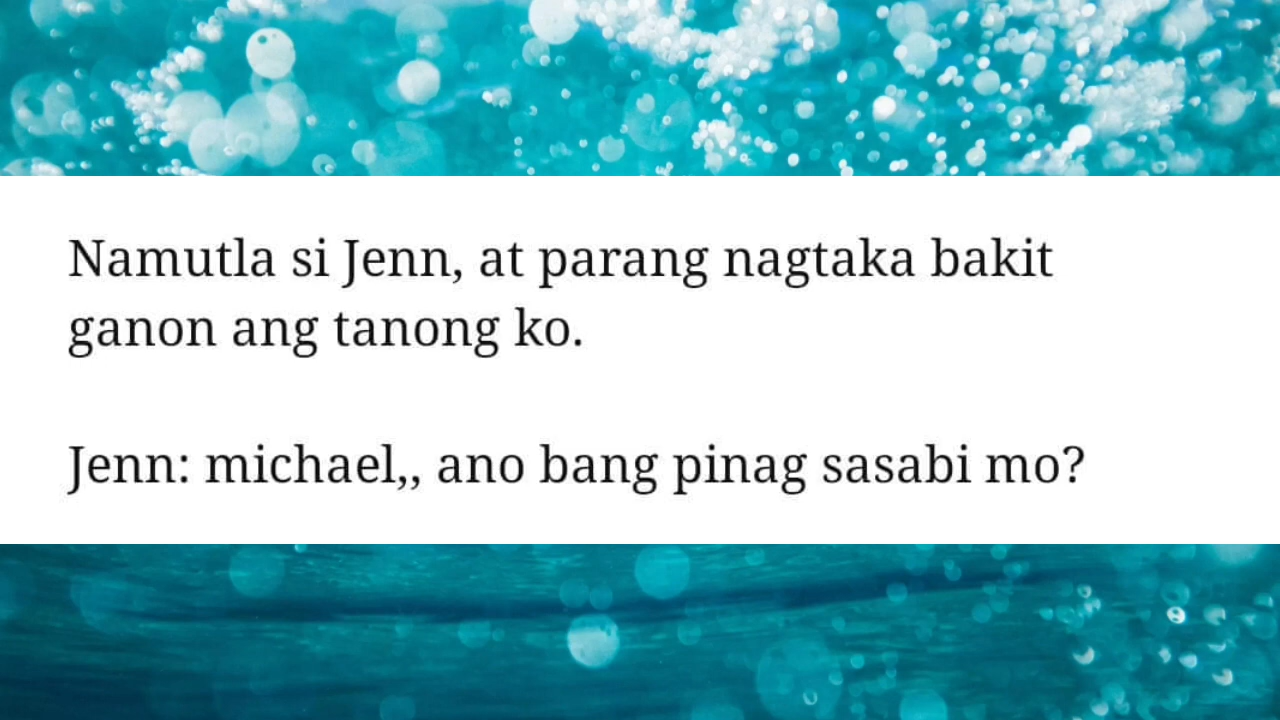 Namutla si Jenn, at parang nagtaka bakit
ganon ang tanong ko.
Jenn: michael,, ano bang pinag sasabi mo?